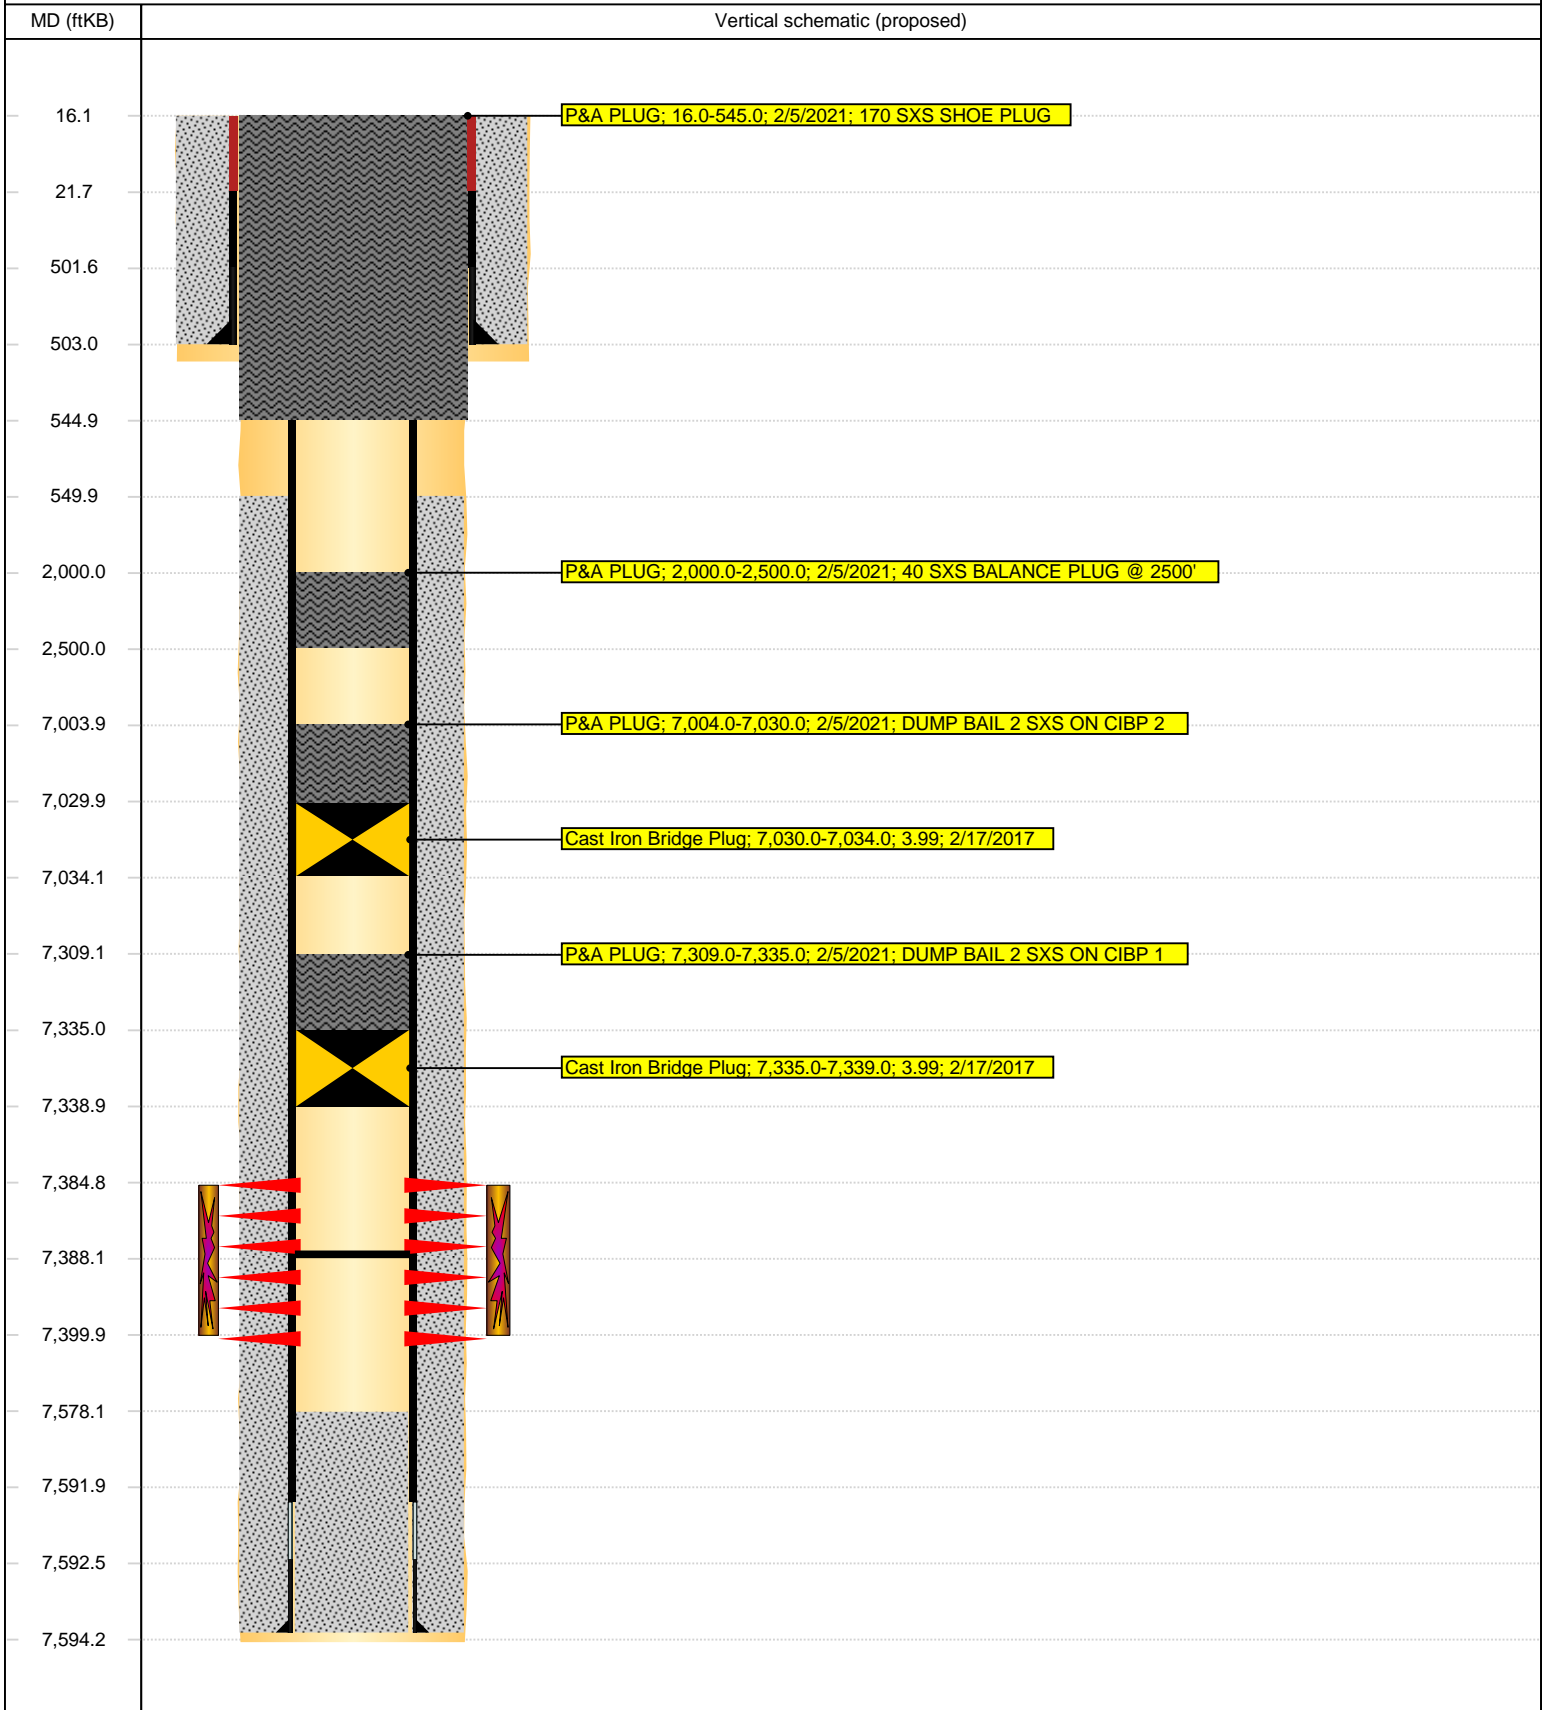 MD (ftKB)
Vertical schematic (proposed)
16.1
P&A PLUG; 16.0-545.0; 2/5/2021; 170 SXS SHOE PLUG
21.7
501.6
503.0
544.9
549.9
2,000.0
P&A PLUG; 2,000.0-2,500.0; 2/5/2021; 40 SXS BALANCE PLUG @ 2500'
2,500.0
7,003.9
P&A PLUG; 7,004.0-7,030.0; 2/5/2021; DUMP BAIL 2 SXS ON CIBP 2
7,029.9
Cast Iron Bridge Plug; 7,030.0-7,034.0; 3.99; 2/17/2017
7,034.1
7,309.1
P&A PLUG; 7,309.0-7,335.0; 2/5/2021; DUMP BAIL 2 SXS ON CIBP 1
7,335.0
Cast Iron Bridge Plug; 7,335.0-7,339.0; 3.99; 2/17/2017
7,338.9
7,384.8
7,388.1
7,399.9
7,578.1
7,591.9
7,592.5
7,594.2